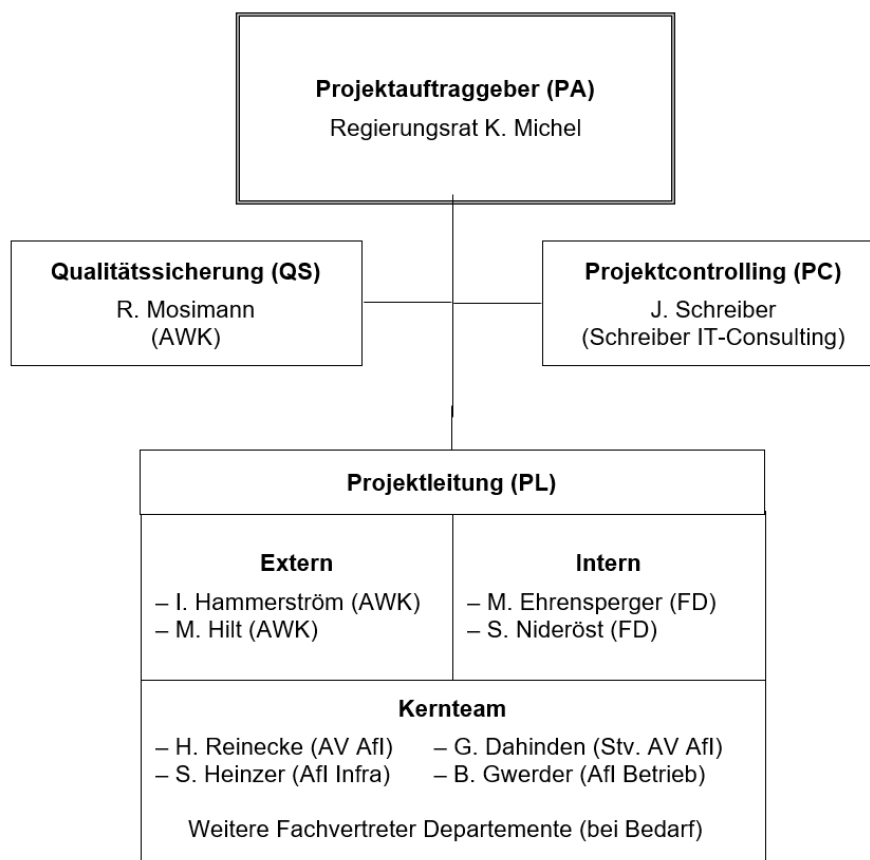 Projektauftraggeber (PA)
Regierungsrat K. Michel
Qualitätssicherung (QS)
R. Mosimann
(AWK)
Projektcontrolling (PC)
J. Schreiber
(Schreiber IT-Consulting)
Projektleitung (PL)
Extern
– I. Hammerström (AWK)
– M. Hilt (AWK)
Intern
– M. Ehrensperger (FD)
– S. Nideröst (FD)
Kernteam
– H. Reinecke (AV AfI) – G. Dahinden (Stv. AV AfI)
– S. Heinzer (AfI Infra) – B. Gwerder (AfI Betrieb)
Weitere Fachvertreter Departemente (bei Bedarf)